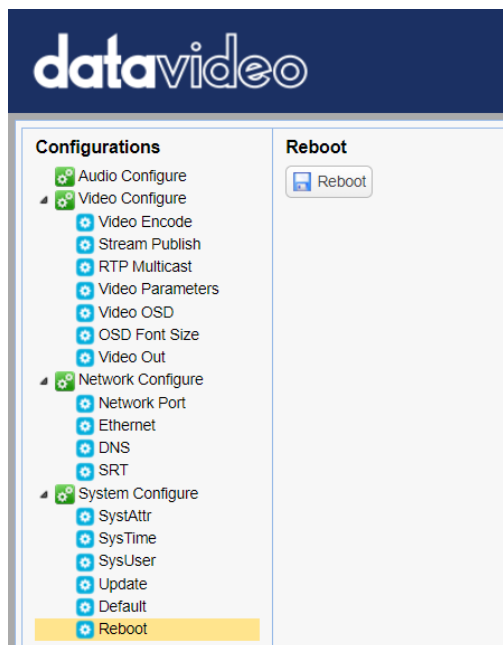 datavideo
Configurations
Audio Configure
Video Configure
Video Encode
Stream Publish
RTP Multicast
Video Parameters
Video OSD
OSD Font Size
Video Out
Network Configure
Network Port
Ethernet
DNS
SRT
System Configure
SystAttr
SysTime
SysUser
Update
Default
Reboot
Reboot
Reboot